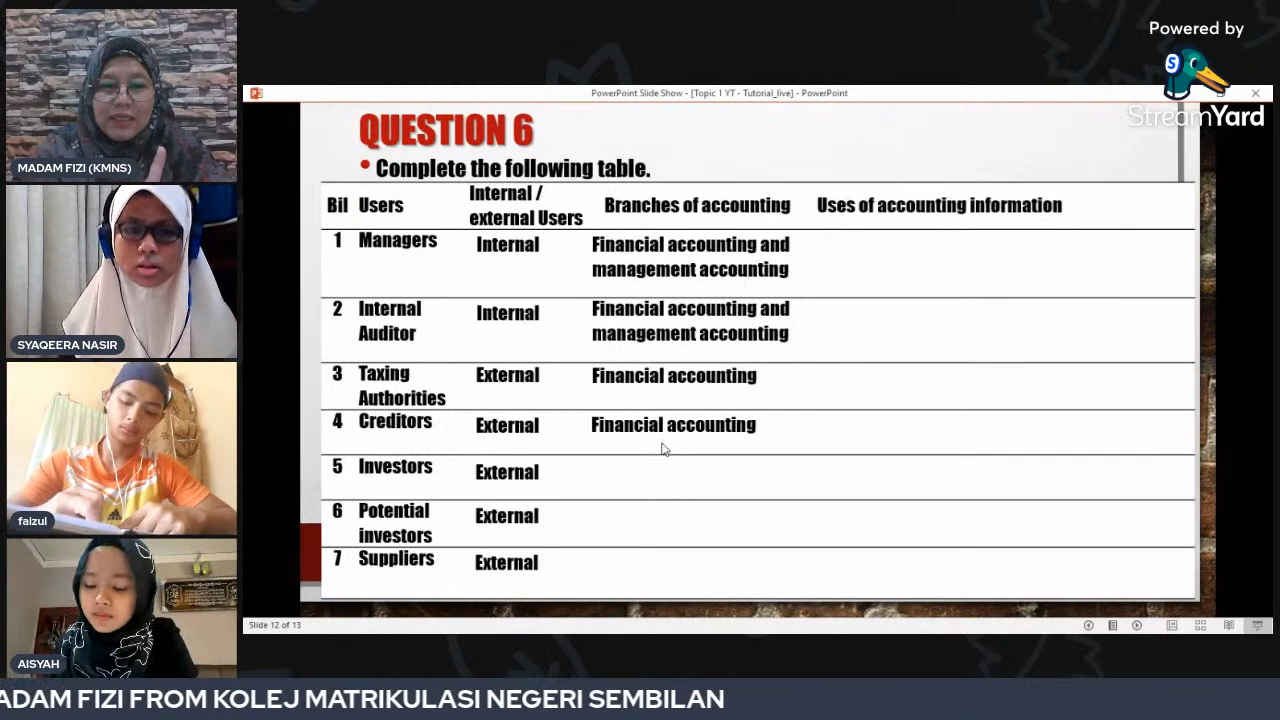 Powered by
StreamYard
PowerPoint Slide Show - [Topic 1 YT - Tutorial_live] - PowerPoint
MADAM FIZI (KMNS)
SYAQEERA NASIR
faizul
AISYAH
QUESTION 6
• Complete the following table.
Bil Users Internal / external Users Branches of accounting Uses of accounting information
1 Managers Internal Financial accounting and management accounting
2 Internal Auditor Internal Financial accounting and management accounting
3 Taxing Authorities External Financial accounting
4 Creditors External Financial accounting
5 Investors External
6 Potential investors External
7 Suppliers External
Slide 12 of 13
ADAM FIZI FROM KOLEJ MATRIKULASI NEGERI SEMBILAN